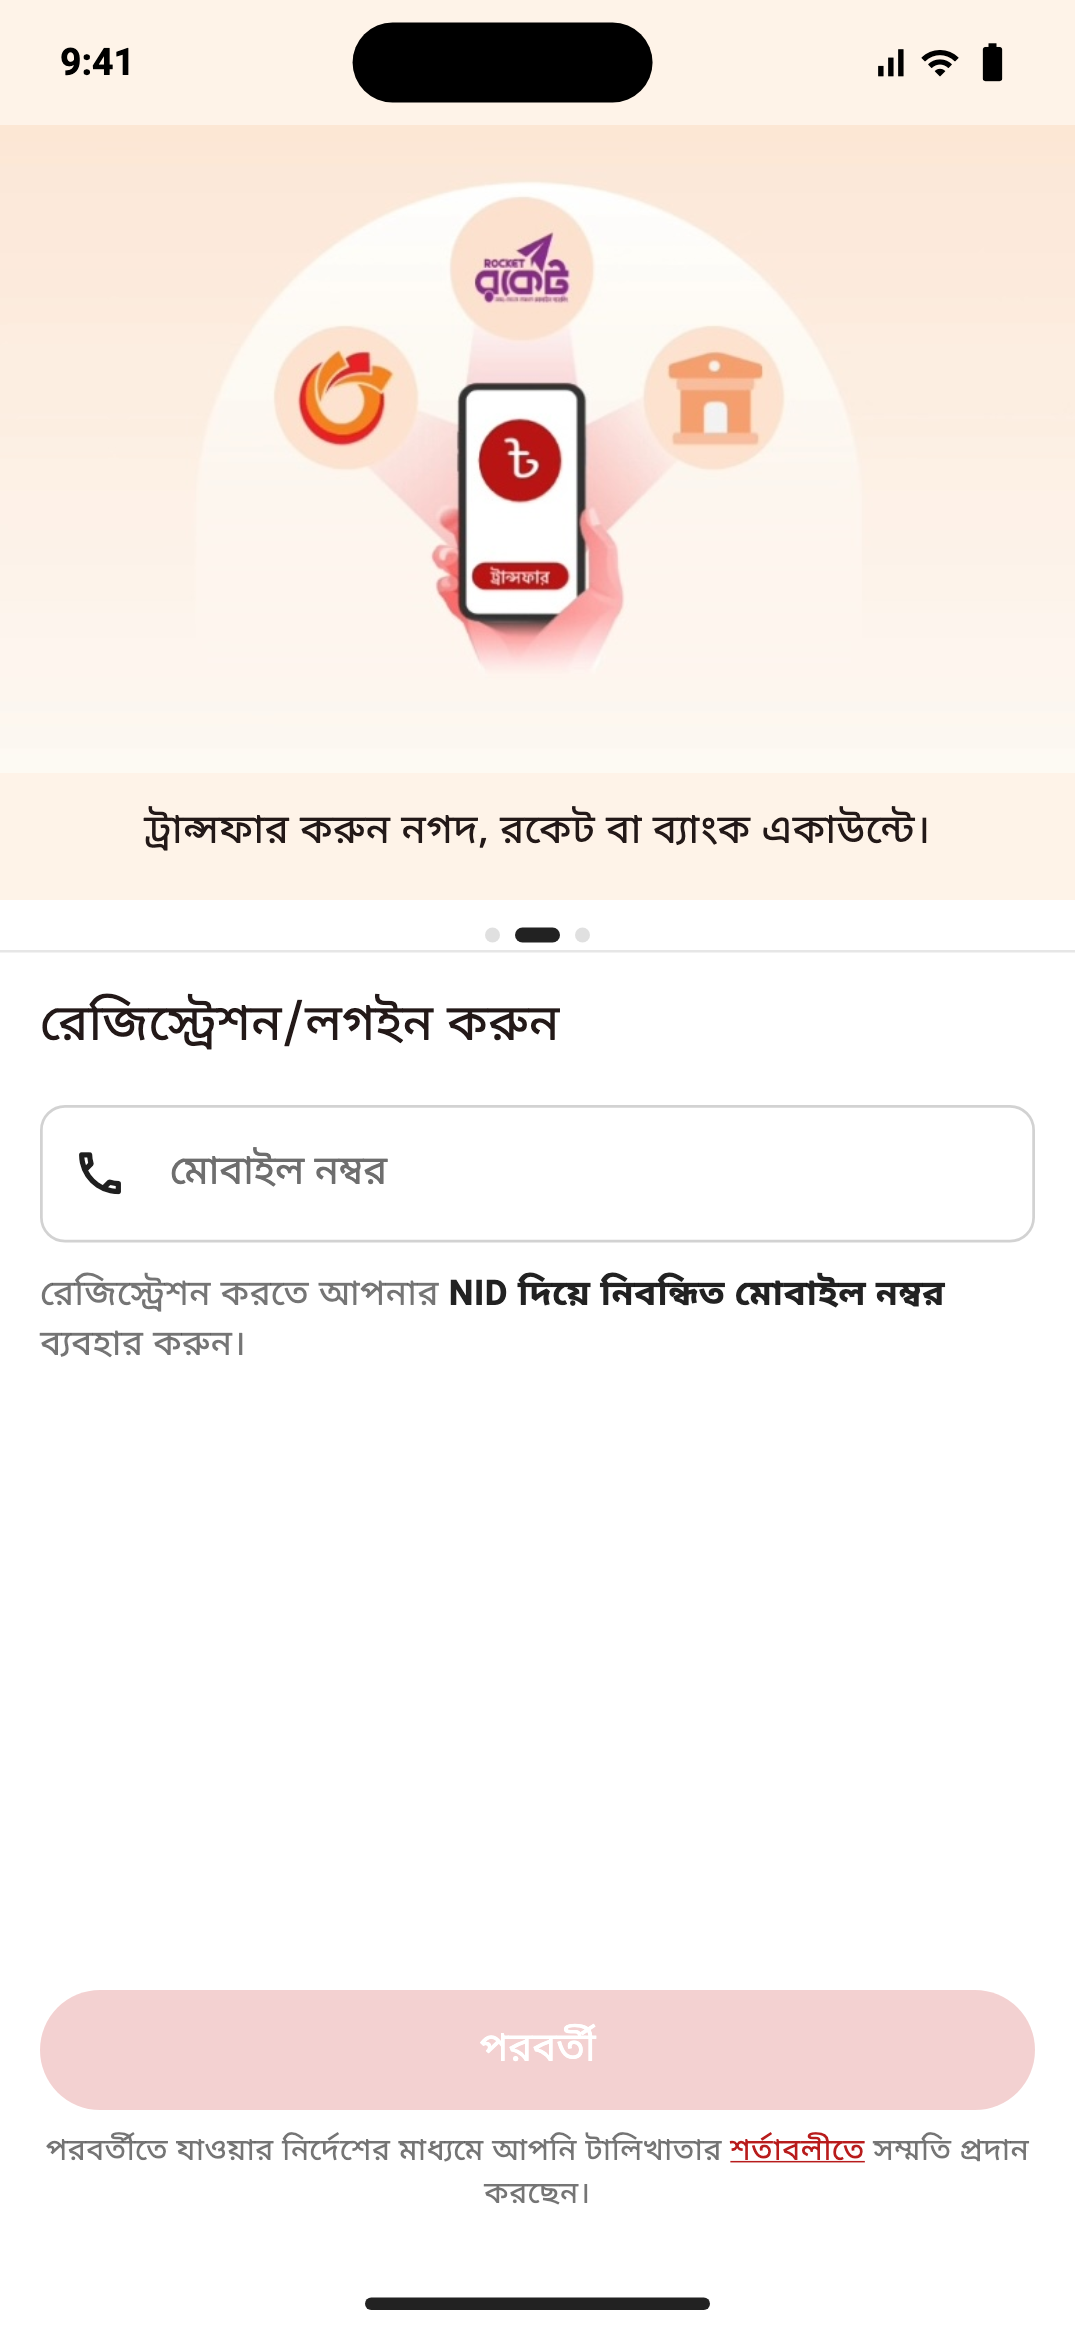 9:41
ROCKET
রকেট
৳
ট্রান্সফার
ট্রান্সফার করুন নগদ, রকেট বা ব্যাংক একাউন্টে।
রেজিস্ট্রেশন/লগইন করুন
মোবাইল নম্বর
রেজিস্ট্রেশন করতে আপনার NID দিয়ে নিবন্ধিত মোবাইল নম্বর
ব্যবহার করুন।
পরবর্তী
পরবর্তীতে যাওয়ার নির্দেশের মাধ্যমে আপনি টালিখাতার শর্তাবলীতে সম্মতি প্রদান
করছেন।